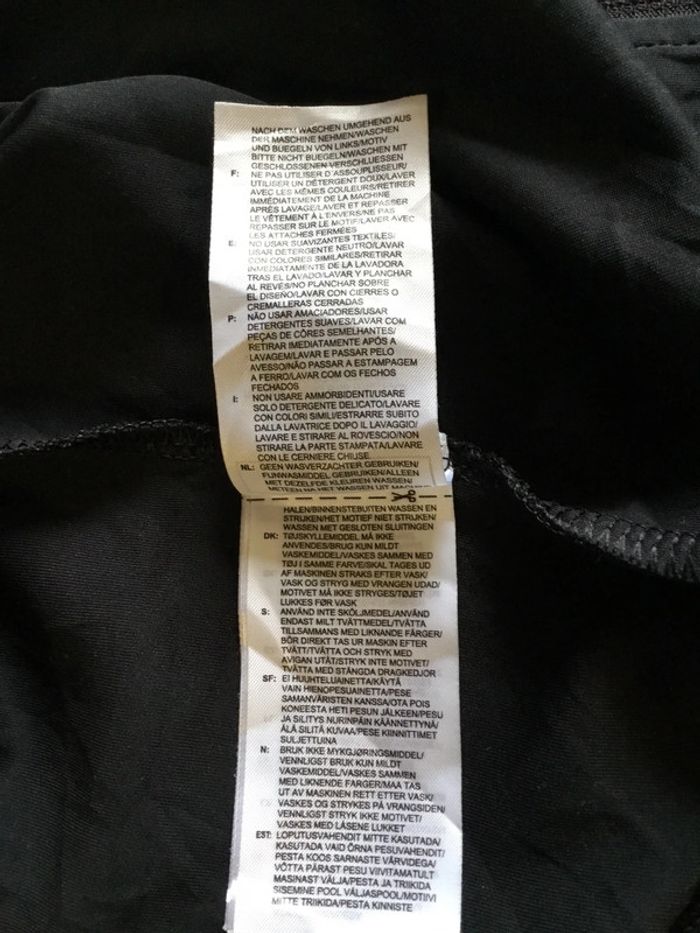 NACH DEM WASCHEN UMGEHEND AUS
DER MASCHINE NEHMEN/WASCHEN
UND BUEGELN VON LINKS/MOTIV
BITTE NICHT BUEGELN/WASCHEN MIT
GESCHLOSSENEN VERSCHLUESSEN
F: NE PAS UTILISER D'ASSOUPLISSEUR/
UTILISER UN DÉTERGENT DOUX/LAVER
AVEC LES MÊMES COULEURS/RETIRER
IMMÉDIATEMENT DE LA MACHINE
APRÈS LAVAGE/LAVER ET REPASSER
LE VÊTEMENT À L'ENVERS/NE PAS
REPASSER SUR LE MOTIF/LAVER AVEC
LES ATTACHES FERMÉES
E: NO USAR SUAVIZANTES TEXTILES/
USAR DETERGENTE NEUTRO/LAVAR
CON COLORES SIMILARES/RETIRAR
INMEDIATAMENTE DE LA LAVADORA
TRAS EL LAVADO/LAVAR Y PLANCHAR
AL REVÉS/NO PLANCHAR SOBRE
EL DISEÑO/LAVAR CON CIERRES O
CREMALLERAS CERRADAS
P: NÃO USAR AMACIADORES/USAR
DETERGENTES SUAVES/LAVAR COM
PEÇAS DE CÔRES SEMELHANTES/
RETIRAR IMEDIATAMENTE APÓS A
LAVAGEM/LAVAR E PASSAR PELO
AVESSO/NÃO PASSAR A ESTAMPAGEM
A FERRO/LAVAR COM OS FECHOS
FECHADOS
I: NON USARE AMMORBIDENTI/USARE
SOLO DETERGENTE DELICATO/LAVARE
CON COLORI SIMILI/ESTRARRE SUBITO
DALLA LAVATRICE DOPO IL LAVAGGIO/
LAVARE E STIRARE AL ROVESCIO/NON
STIRARE LA PARTE STAMPATA/LAVARE
CON LE CERNIERE CHIUSE
NL: GEEN WASVERZACHTER GEBRUIKEN/
FIJNWASMIDDEL GEBRUIKEN/ALLEEN
MET DEZELFDE KLEUREN WASSEN/
METEEN NA HET WASSEN UIT
HALEN/BINNENSTEBUITEN WASSEN EN
STRIJKEN/HET MOTIEF NIET STRIJKEN/
WASSEN MET GESLOTEN SLUITINGEN
DK: TØJSKYLLEMIDDEL MÅ IKKE
ANVENDES/BRUG KUN MILDT
VASKEMIDDEL/VASKES SAMMEN MED
TØJ I SAMME FARVE/SKAL TAGES UD
AF MASKINEN STRAKS EFTER VASK/
VASK OG STRYG MED VRANGEN UDAD/
MOTIVET MÅ IKKE STRYGES/TØJET
LUKKES FØR VASK
S: ANVÄND INTE SKÖLJMEDEL/ANVÄND
ENDAST MILT TVÄTTMEDEL/TVÄTTA
TILLSAMMANS MED LIKNANDE FÄRGER/
BÖR DIREKT TAS UR MASKIN EFTER
TVÄTT/TVÄTTA OCH STRYK MED
AVIGAN UTÅT/STRYK INTE MOTIVET/
TVÄTTA MED STÄNGDA DRAGKEDJOR
SF: EI HUUHTELUAINETTA/KÄYTÄ
VAIN HIENOPESUAINETTA/PESE
SAMANVÄRISTEN KANSSA/OTA POIS
KONEESTA HETI PESUN JÄLKEEN/PESU
JA SILITYS NURINPÄIN KÄÄNNETTYNÄ/
ÄLÄ SILITÄ KUVAA/PESE KIINNITTIMET
SULJETTUINA
N: BRUK IKKE MYKGJØRINGSMIDDEL/
VENNLIGST BRUK KUN MILDT
VASKEMIDDEL/VASKES SAMMEN
MED LIKNENDE FARGER/MAA TAS
UT AV MASKINEN RETT ETTER VASK/
VASKES OG STRYKES PÅ VRANGSIDEN/
VENNLIGST STRYK IKKE MOTIVET/
VASKES MED LÅSENE LUKKET
EST: LOPUTUSVAHENDIT MITTE KASUTADA/
KASUTADA VAID ÕRNA PESUVAHENDIT/
PESTA KOOS SARNASTE VÄRVIDEGA/
VÕTTA PÄRAST PESU VIIVITAMATULT
MASINAST VÄLJA/PESTA JA TRIIKIDA
SISEMINE POOL VÄLJASPOOL/MOTIIVI
MITTE TRIIKIDA/PESTA KINNISTE